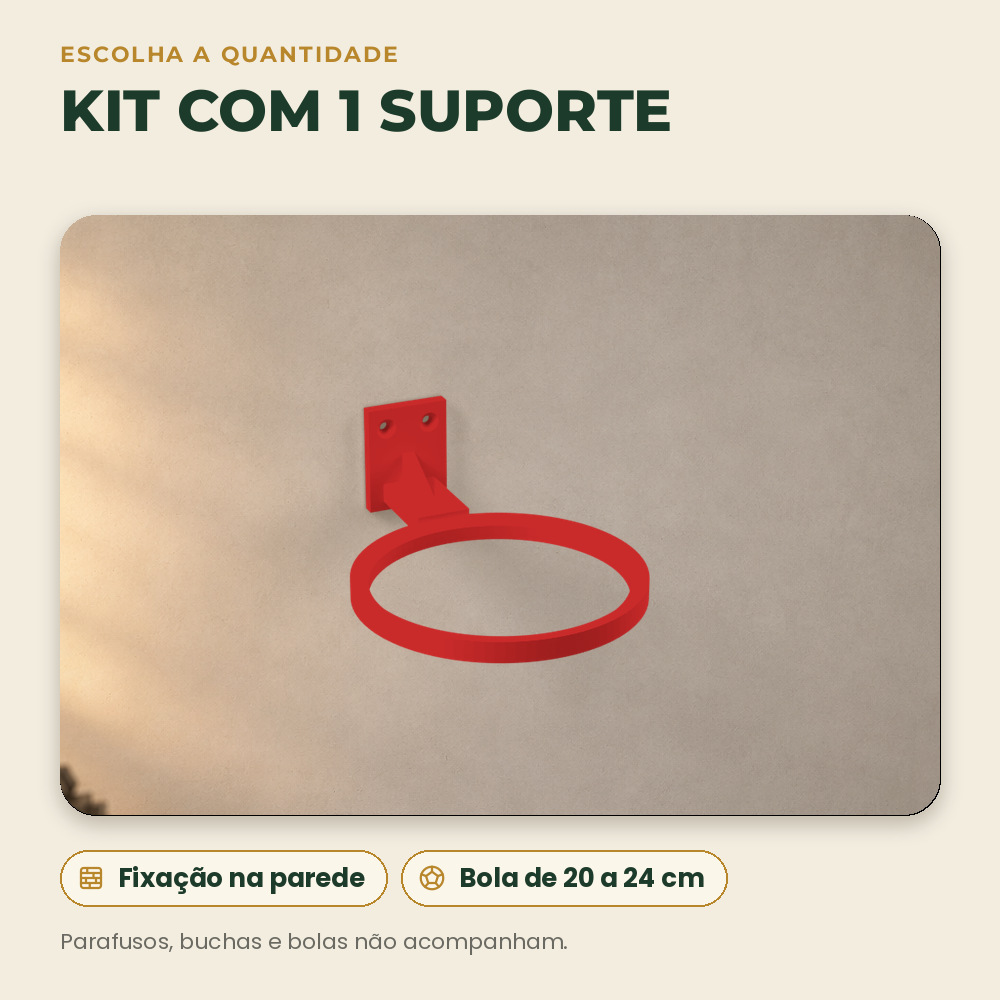 ESCOLHA A QUANTIDADE
KIT COM 1 SUPORTE
Fixação na parede
Bola de 20 a 24 cm
Parafusos, buchas e bolas não acompanham.